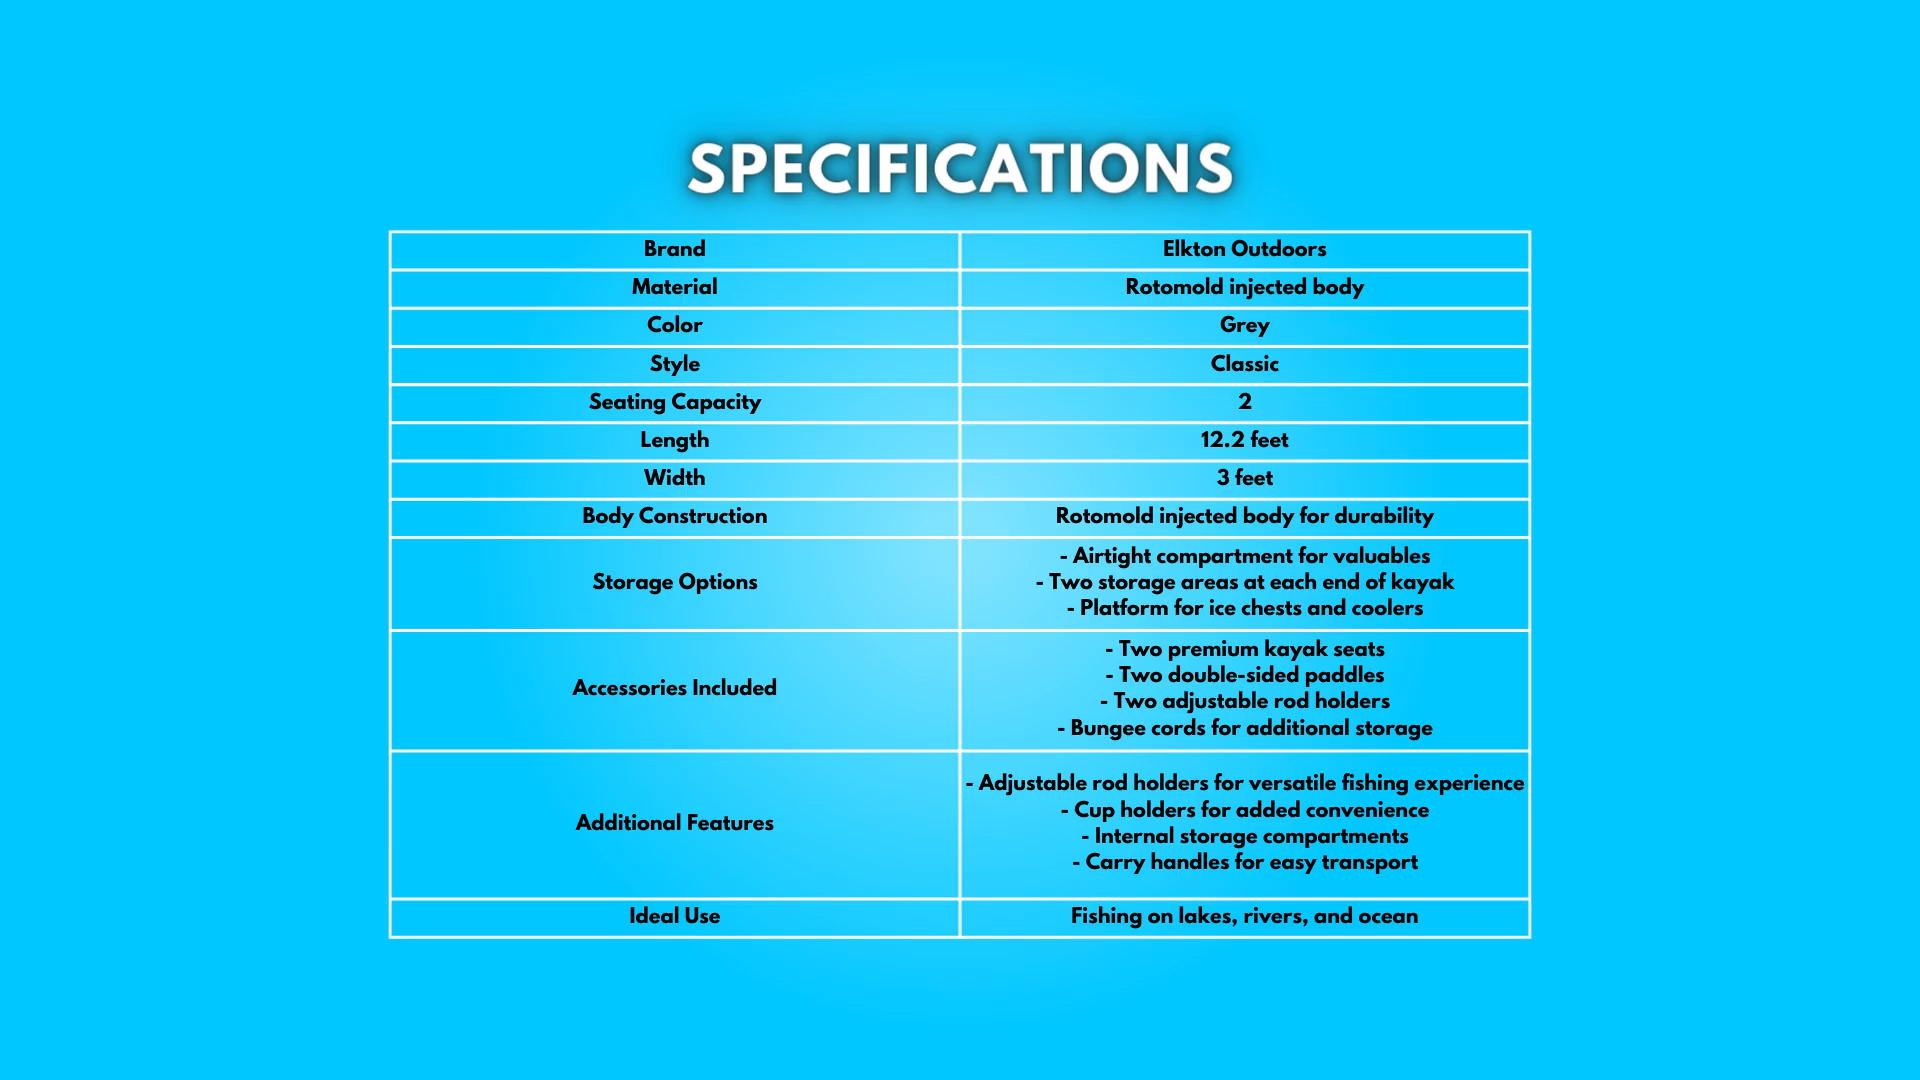 SPECIFICATIONS
Brand
Elkton Outdoors
Material
Rotomold injected body
Color
Grey
Style
Classic
Seating Capacity
2
Length
12.2 feet
Width
3 feet
Body Construction
Rotomold injected body for durability
Storage Options
- Airtight compartment for valuables
- Two storage areas at each end of kayak
- Platform for ice chests and coolers
Accessories Included
- Two premium kayak seats
- Two double-sided paddles
- Two adjustable rod holders
- Bungee cords for additional storage
Additional Features
- Adjustable rod holders for versatile fishing experience
- Cup holders for added convenience
- Internal storage compartments
- Carry handles for easy transport
Ideal Use
Fishing on lakes, rivers, and ocean